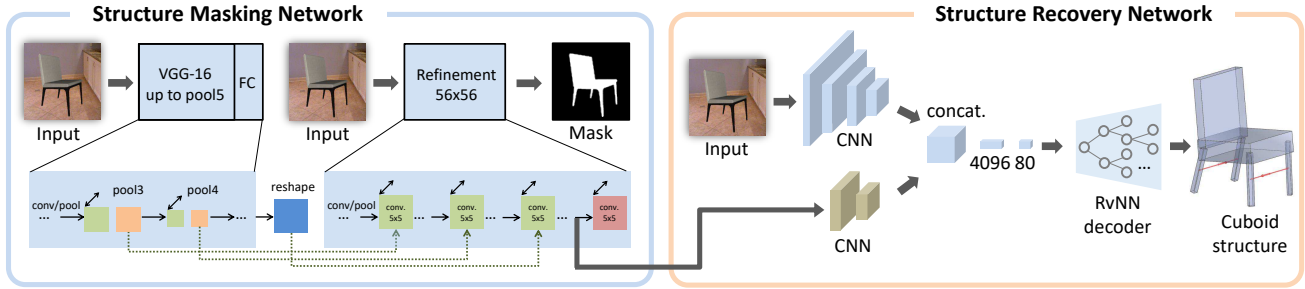 Structure Masking Network
Structure Recovery Network
VGG-16
up to pool5
FC
Input
Input
Refinement
56x56
Mask
conv/pool
...
pool3
pool4
...
reshape
conv/pool
...
conv.
5x5
...
conv.
5x5
...
conv.
5x5
...
conv.
5x5
Input
CNN
CNN
concat.
4096 80
...
RvNN
decoder
Cuboid
structure